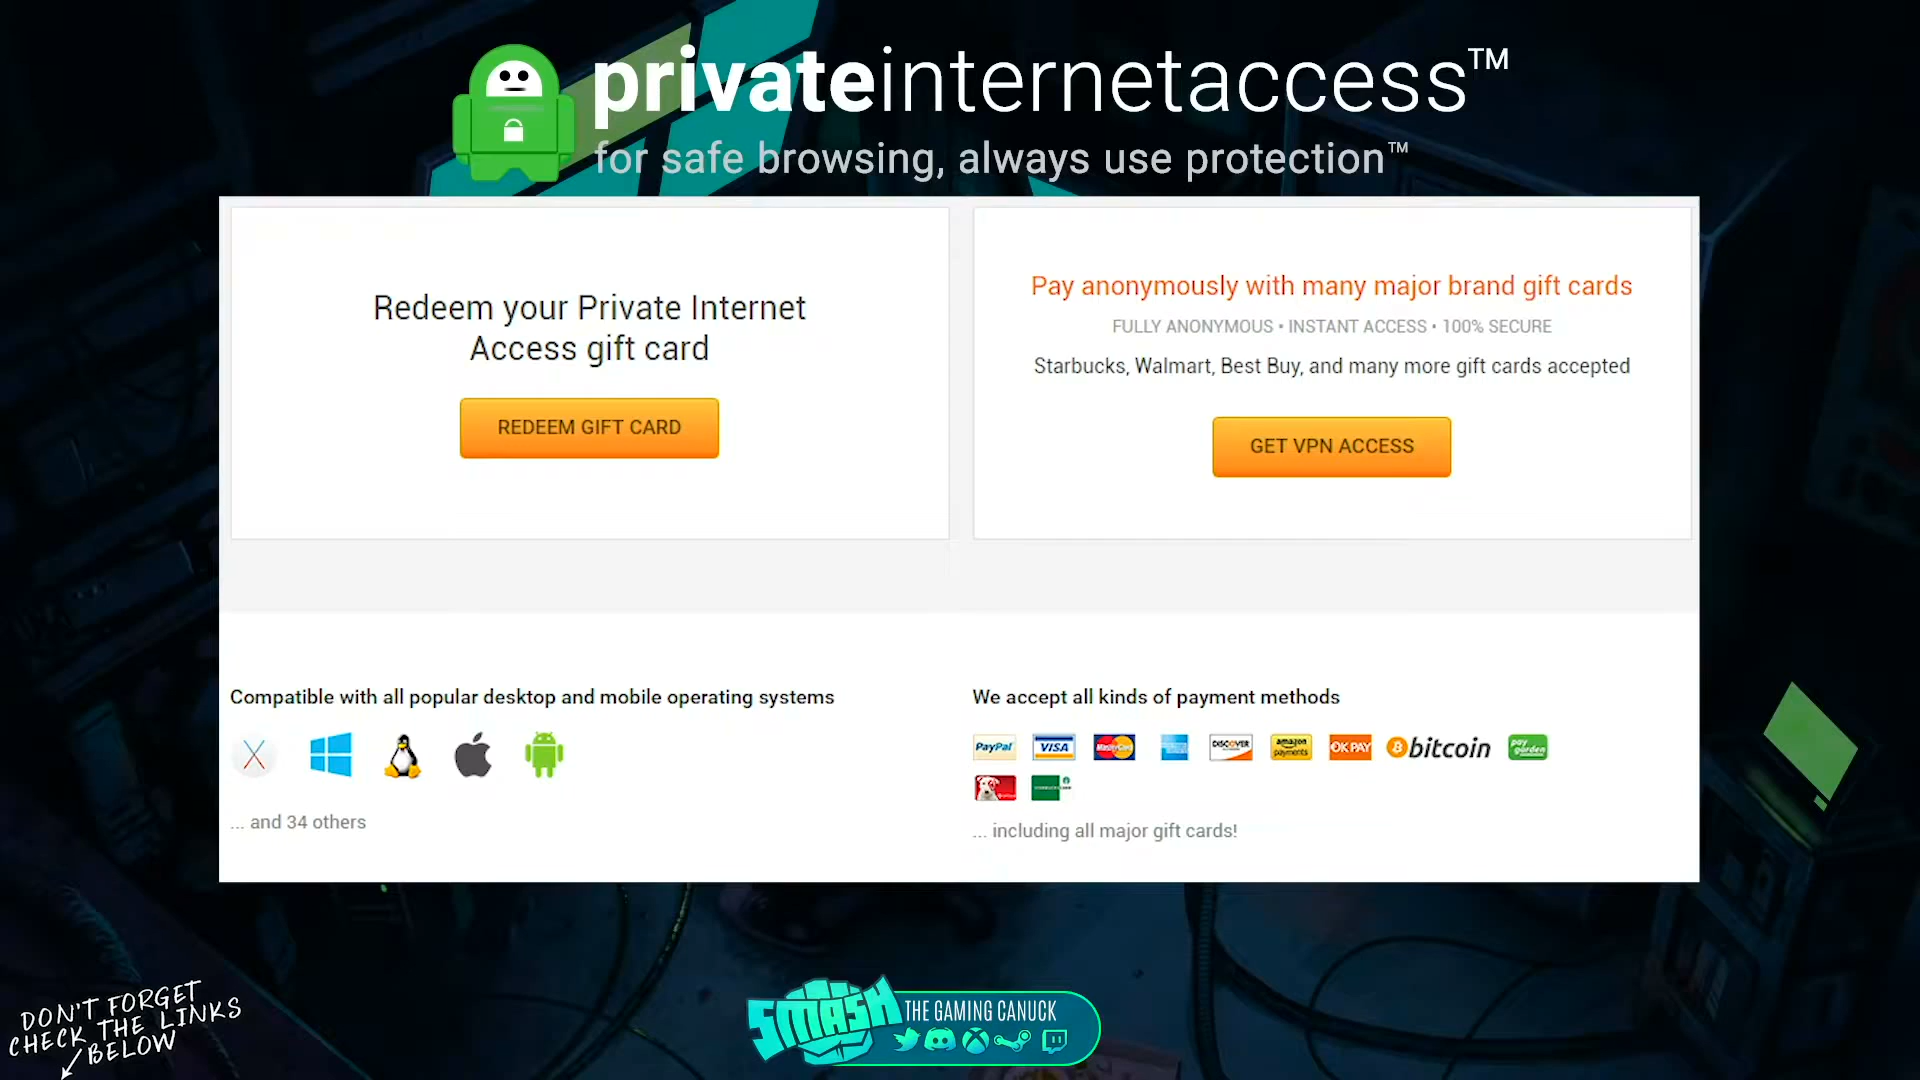 privateinternetaccess™
for safe browsing, always use protection™
Redeem your Private Internet
Access gift card
REDEEM GIFT CARD
Pay anonymously with many major brand gift cards
FULLY ANONYMOUS • INSTANT ACCESS • 100% SECURE
Starbucks, Walmart, Best Buy, and many more gift cards accepted
GET VPN ACCESS
Compatible with all popular desktop and mobile operating systems
... and 34 others
We accept all kinds of payment methods
PayPal VISA MasterCard DISCOVER amazon payments OK PAY bitcoin pay garden
... including all major gift cards!
DON'T FORGET
CHECK THE LINKS
BELOW
SMASH
THE GAMING CANUCK